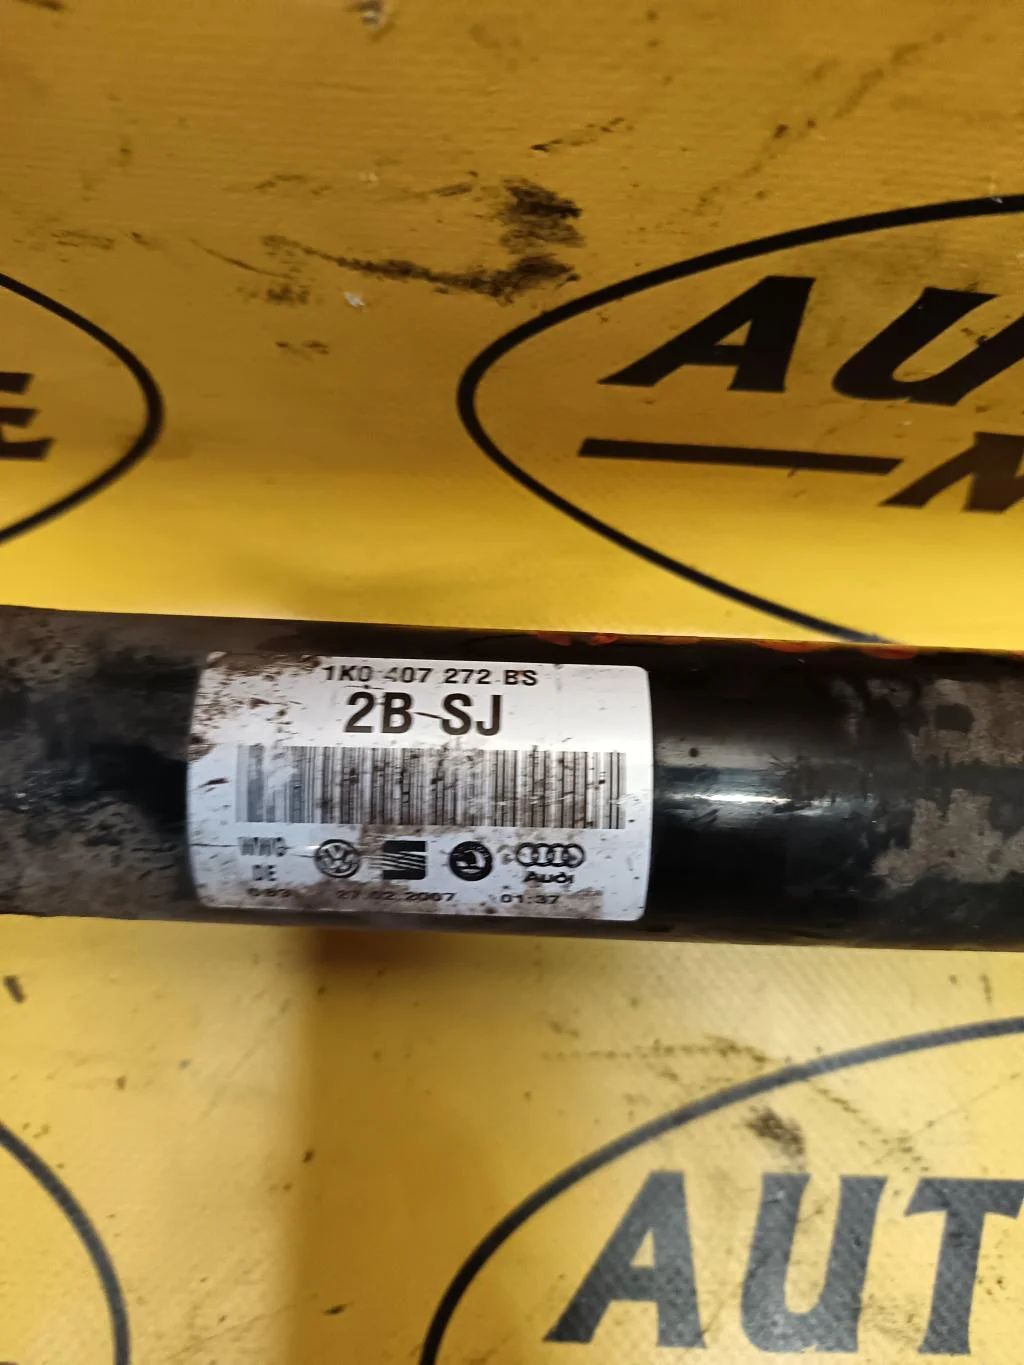 AU
E
1K0 407 272 BS
2B SJ
DE
Audi
27.02.2007 01:37
AUT